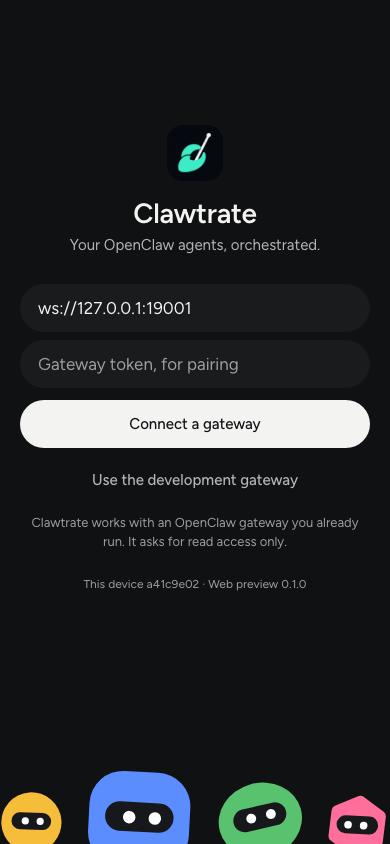 Clawtrate
Your OpenClaw agents, orchestrated.
ws://127.0.0.1:19001
Gateway token, for pairing
Connect a gateway
Use the development gateway
Clawtrate works with an OpenClaw gateway you already
run. It asks for read access only.
This device a41c9e02 · Web preview 0.1.0